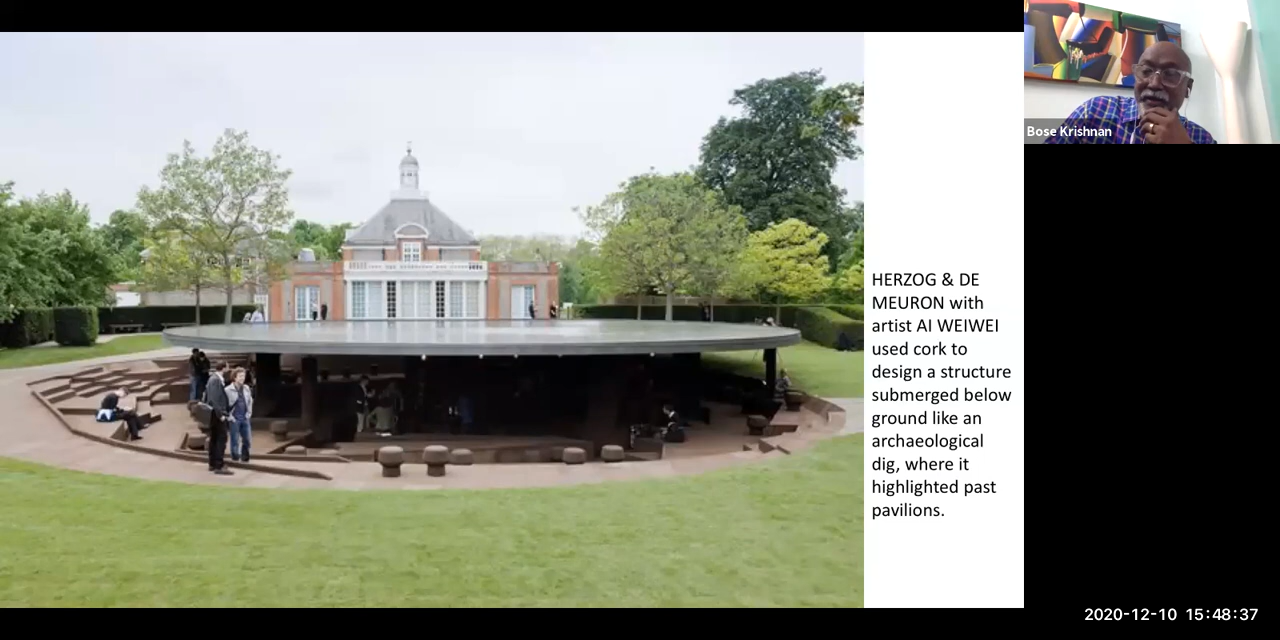 Bose Krishnan
HERZOG & DE
MEURON with
artist AI WEIWEI
used cork to
design a structure
submerged below
ground like an
archaeological
dig, where it
highlighted past
pavilions.
2020-12-10 15:48:37